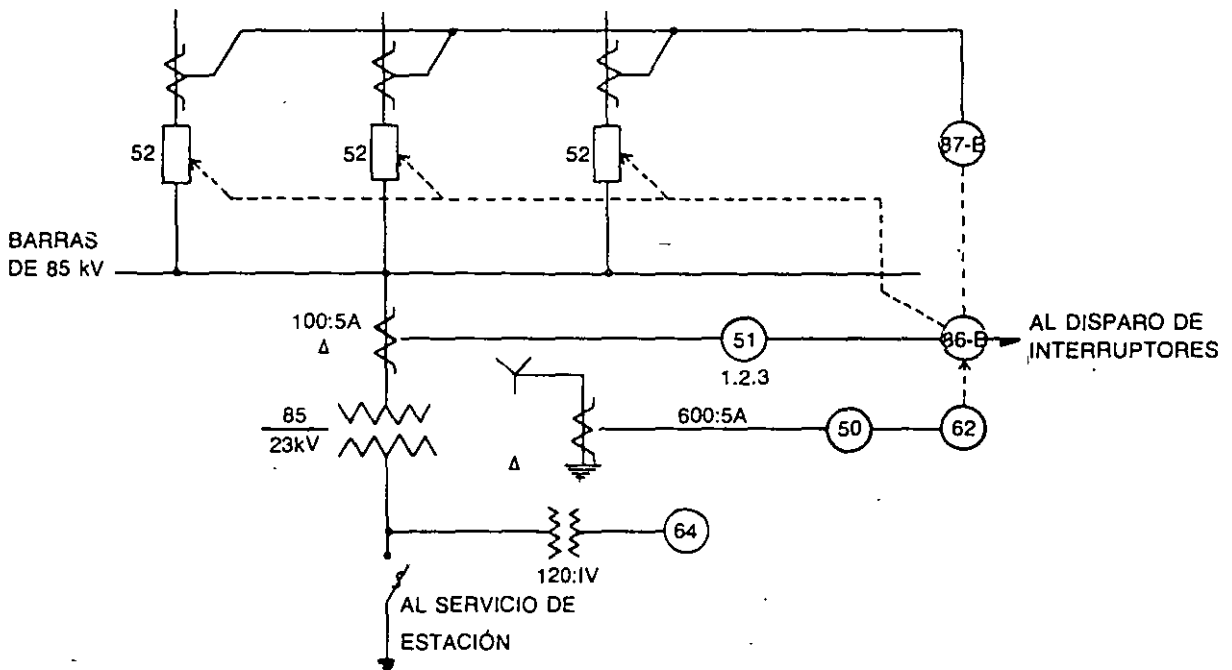 52
52
52
87-B
BARRAS
DE 85 kV
100:5A
Δ
51
1.2.3
86-B
AL DISPARO DE
INTERRUPTORES
85
23kV
600:5A
50
62
Δ
64
120:IV
AL SERVICIO DE
ESTACIÓN